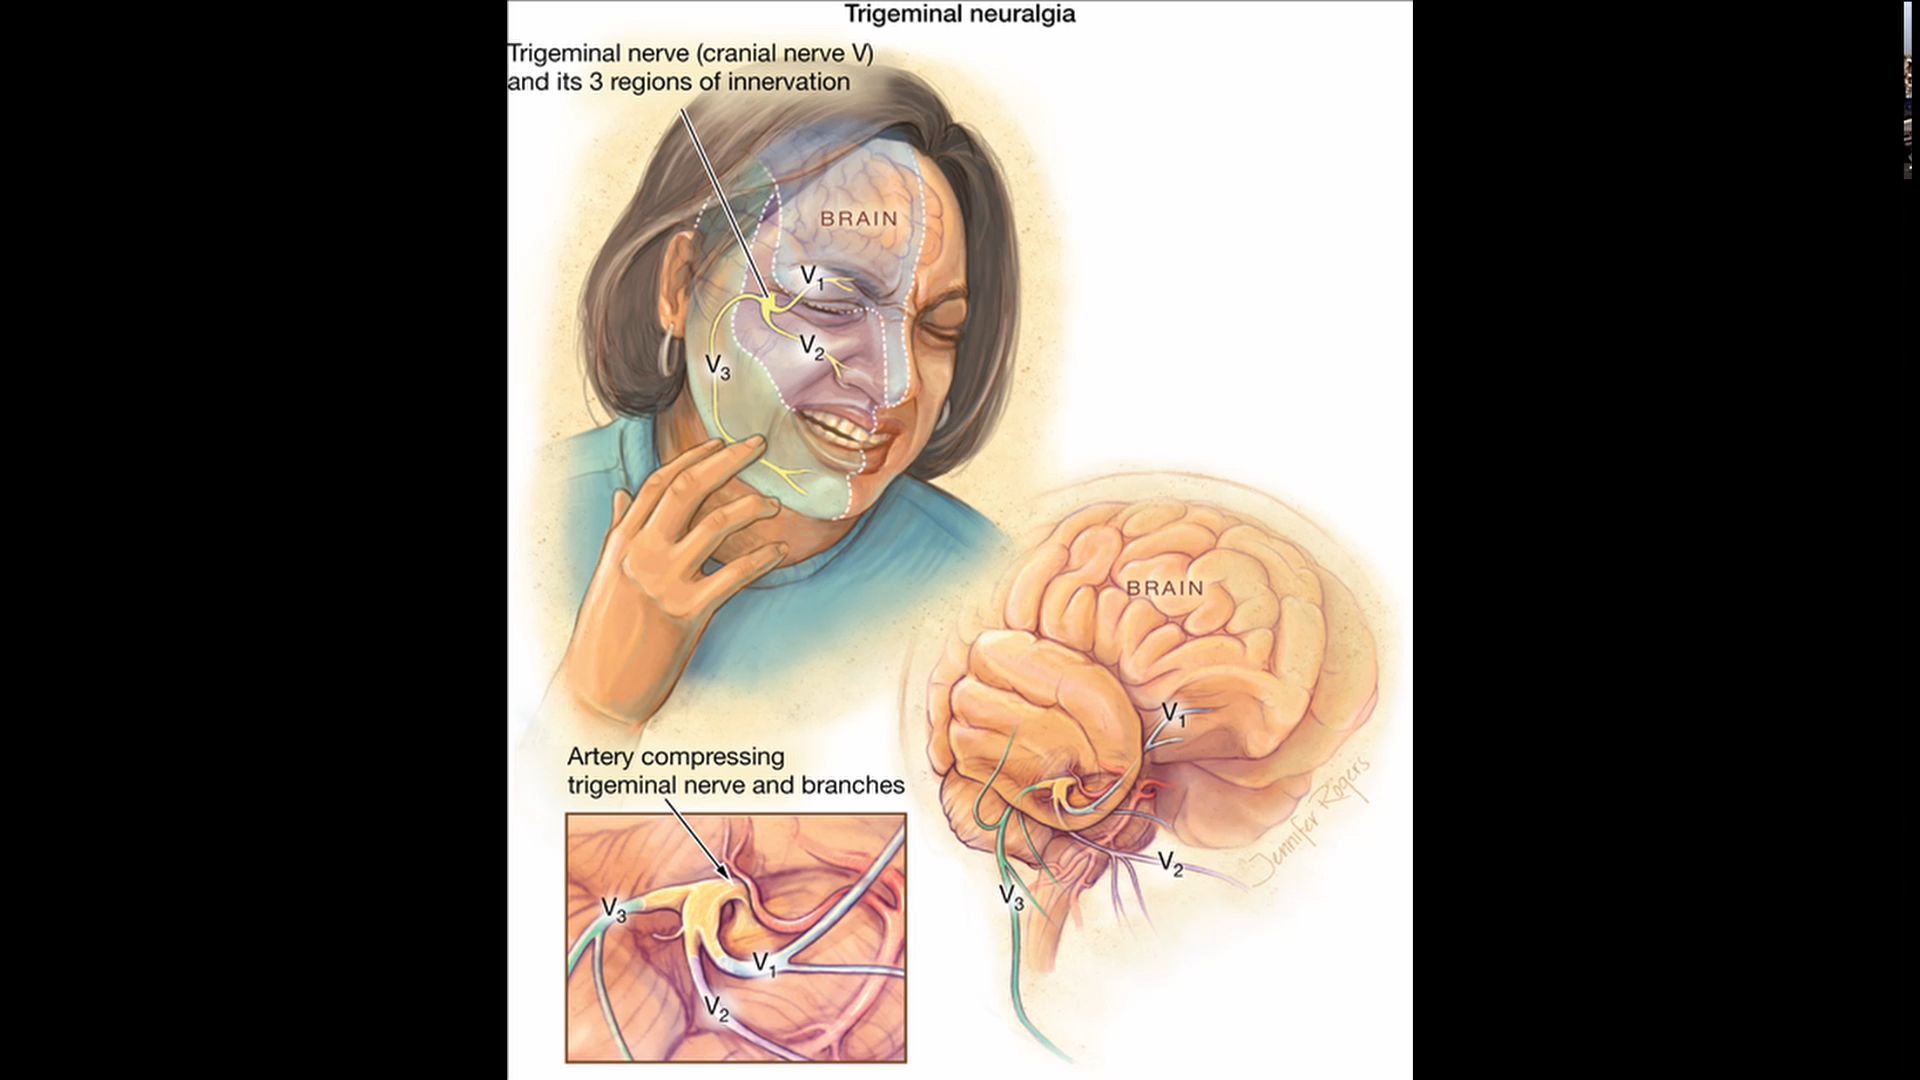 Trigeminal neuralgia
Trigeminal nerve (cranial nerve V)
and its 3 regions of innervation
BRAIN
V1
V2
V3
BRAIN
V1
V2
V3
Jennifer Rogers
Artery compressing
trigeminal nerve and branches
V3
V1
V2